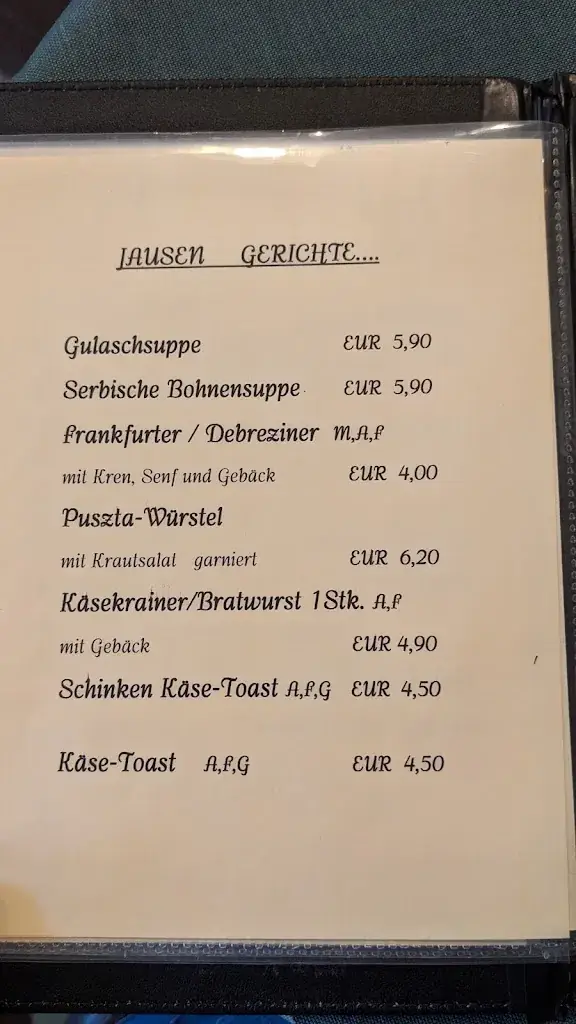 JAUSEN GERICHTE....
Gulaschsuppe EUR 5,90
Serbische Bohnensuppe EUR 5,90
Frankfurter / Debreziner M,A,F
mit Kren, Senf und Gebäck EUR 4,00
Puszta-Würstel
mit Krautsalat garniert EUR 6,20
Käsekrainer/Bratwurst 1Stk. A,F
mit Gebäck EUR 4,90
Schinken Käse-Toast A,F,G EUR 4,50
Käse-Toast A,F,G EUR 4,50